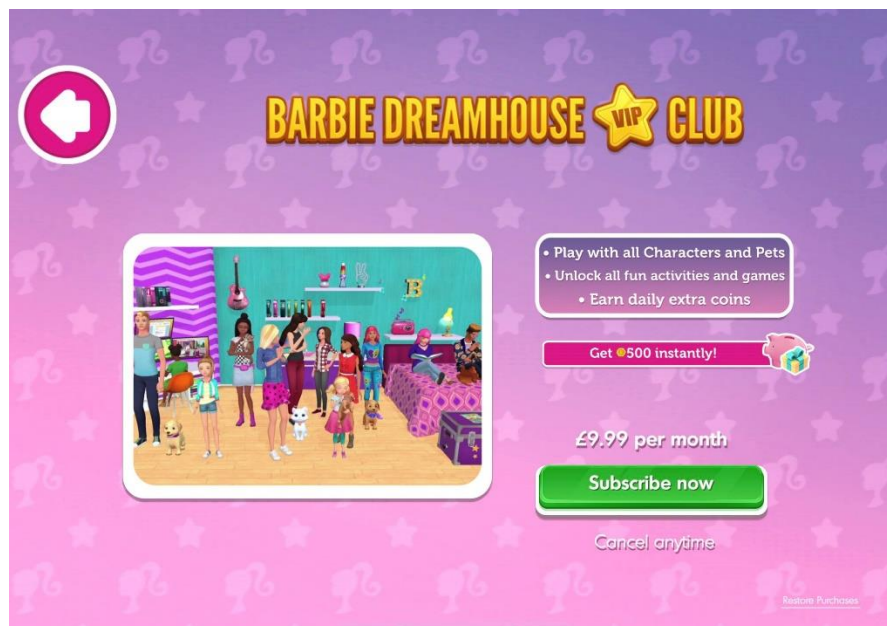 BARBIE DREAMHOUSE VIP CLUB
• Play with all Characters and Pets
• Unlock all fun activities and games
• Earn daily extra coins
Get 500 instantly!
£9.99 per month
Subscribe now
Cancel anytime
Restore Purchases
B